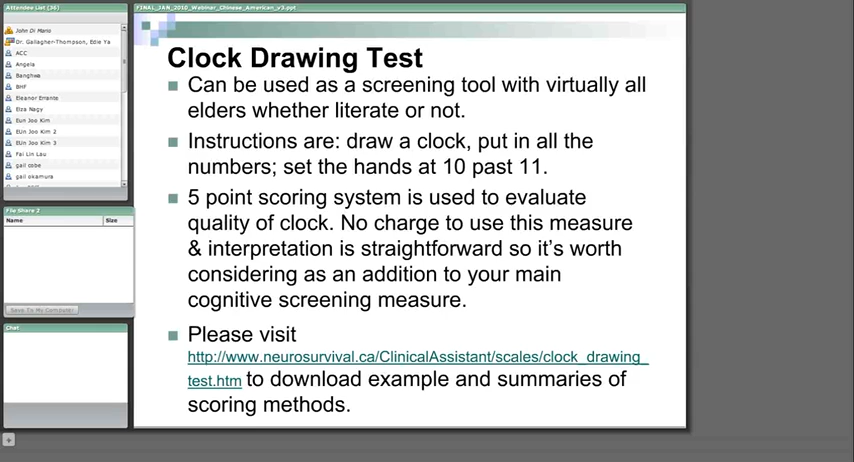 Attendee List (36)
John Di Mario
Dr. Gallagher-Thompson, Edie Ya
ACC
Angela
Banghwa
BHF
Eleanor Errante
Elza Nagy
Eun Joo Kim
Eun Joo Kim 2
Eun Joo Kim 3
Fai Lin Lau
gail cobe
gail okamura
File Share 2
Name Size
Save To My Computer
Chat
FINAL_JAN_2010_Webinar_Chinese_American_v3.ppt
Clock Drawing Test
Can be used as a screening tool with virtually all
elders whether literate or not.
Instructions are: draw a clock, put in all the
numbers; set the hands at 10 past 11.
5 point scoring system is used to evaluate
quality of clock. No charge to use this measure
& interpretation is straightforward so it's worth
considering as an addition to your main
cognitive screening measure.
Please visit
http://www.neurosurvival.ca/ClinicalAssistant/scales/clock_drawing_
test.htm to download example and summaries of
scoring methods.